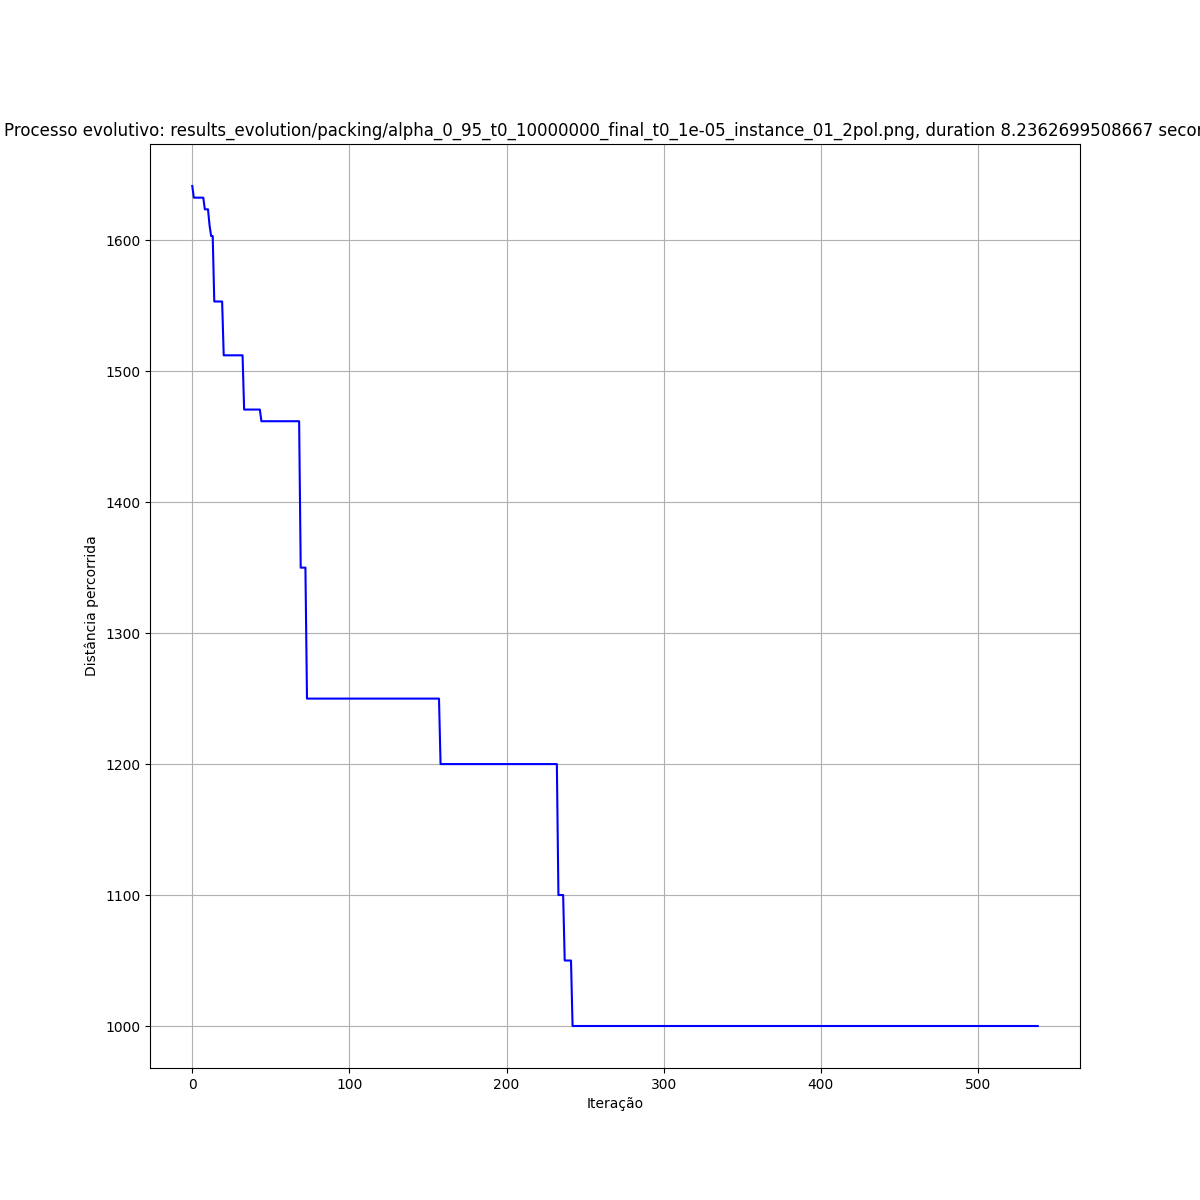 Processo evolutivo: results_evolution/packing/alpha_0_95_t0_10000000_final_t0_1e-05_instance_01_2pol.png, duration 8.2362699508667 secon
1600
1500
1400
1300
1200
1100
1000
Distância percorrida
0 100 200 300 400 500
Iteração